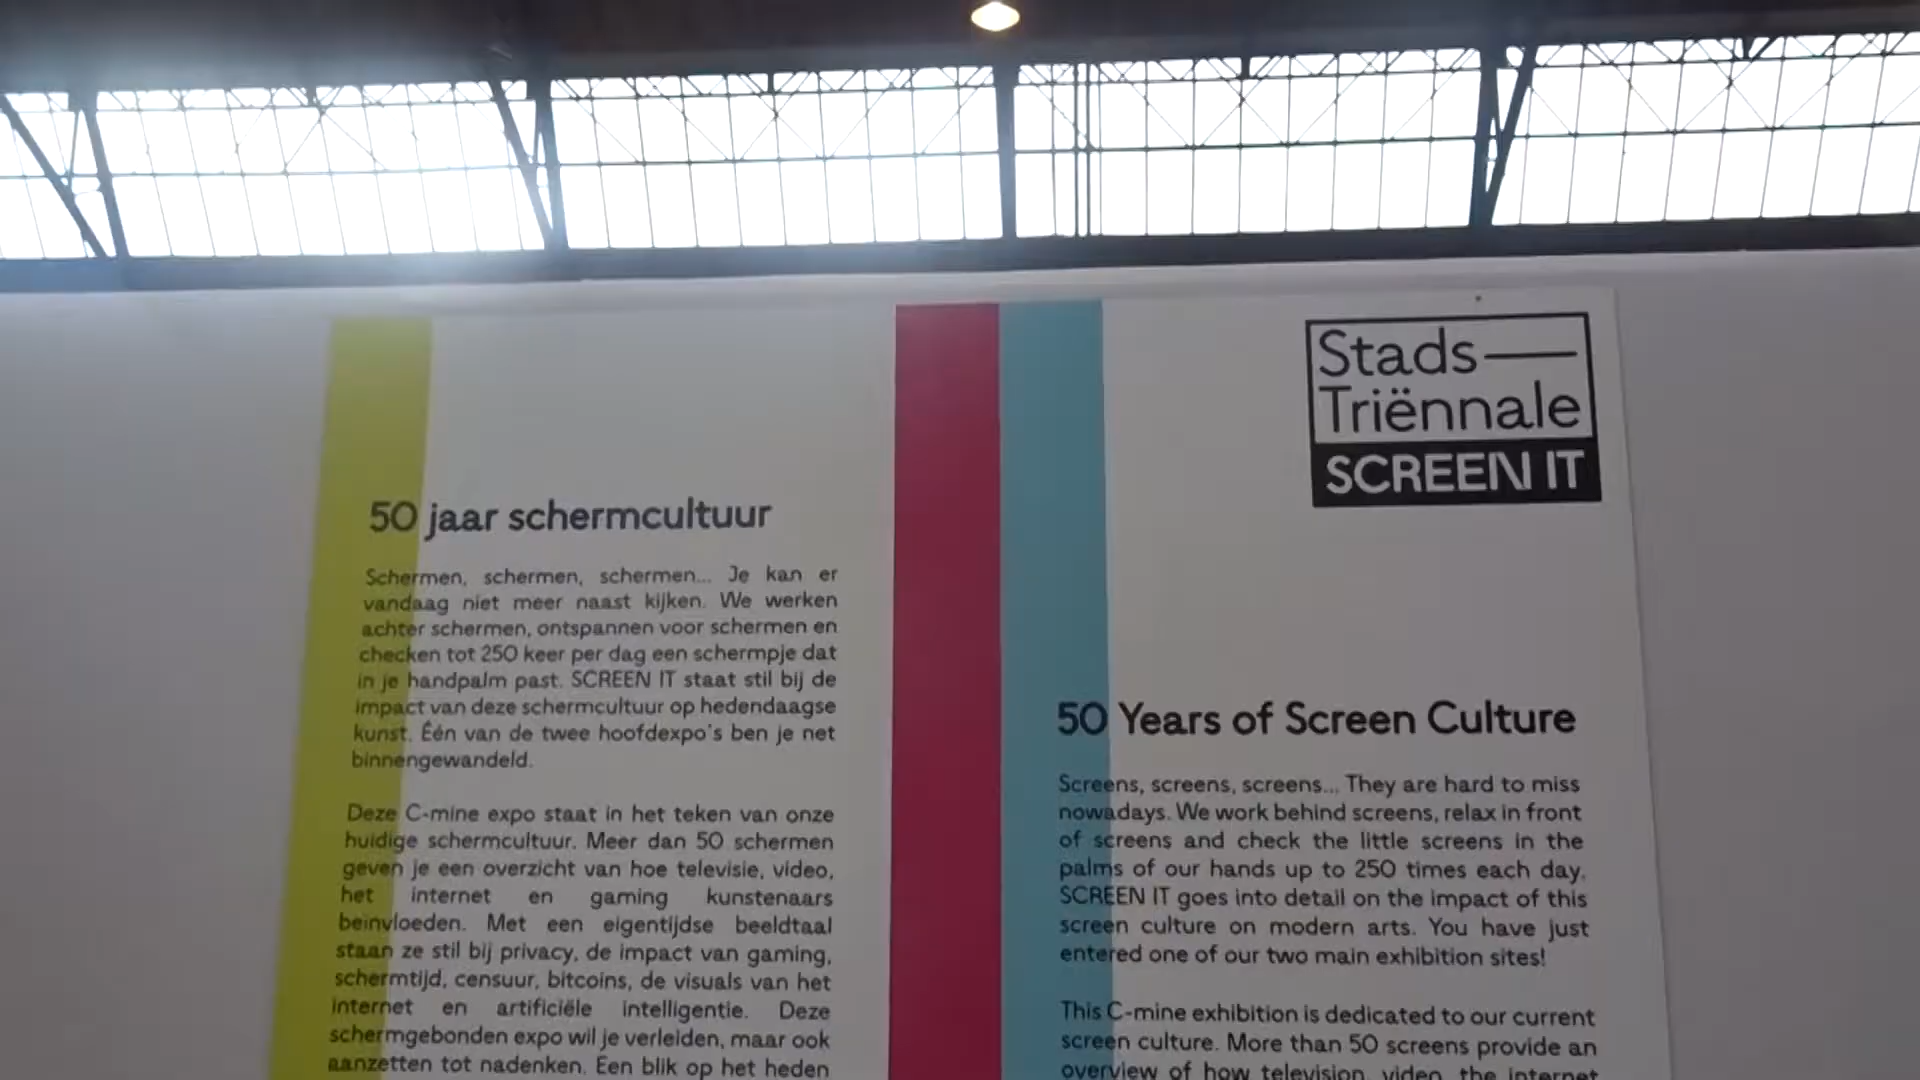 50 jaar schermcultuur
Schermen, schermen, schermen... Je kan er
vandaag niet meer naast kijken. We werken
achter schermen, ontspannen voor schermen en
checken tot 250 keer per dag een schermpje dat
in je handpalm past. SCREEN IT staat stil bij de
impact van deze schermcultuur op hedendaagse
kunst. Één van de twee hoofdexpo's ben je net
binnengewandeld.
Deze C-mine expo staat in het teken van onze
huidige schermcultuur. Meer dan 50 schermen
geven je een overzicht van hoe televisie, video,
het internet en gaming kunstenaars
beïnvloeden. Met een eigentijdse beeldtaal
staan ze stil bij privacy, de impact van gaming,
schermtijd, censuur, bitcoins, de visuals van het
internet en artificiële intelligentie. Deze
schermgebonden expo wil je verleiden, maar ook
aanzetten tot nadenken. Een blik op het heden
Stads—
Triënnale
SCREEN IT
50 Years of Screen Culture
Screens, screens, screens... They are hard to miss
nowadays. We work behind screens, relax in front
of screens and check the little screens in the
palms of our hands up to 250 times each day.
SCREEN IT goes into detail on the impact of this
screen culture on modern arts. You have just
entered one of our two main exhibition sites!
This C-mine exhibition is dedicated to our current
screen culture. More than 50 screens provide an
overview of how television, video, the internet